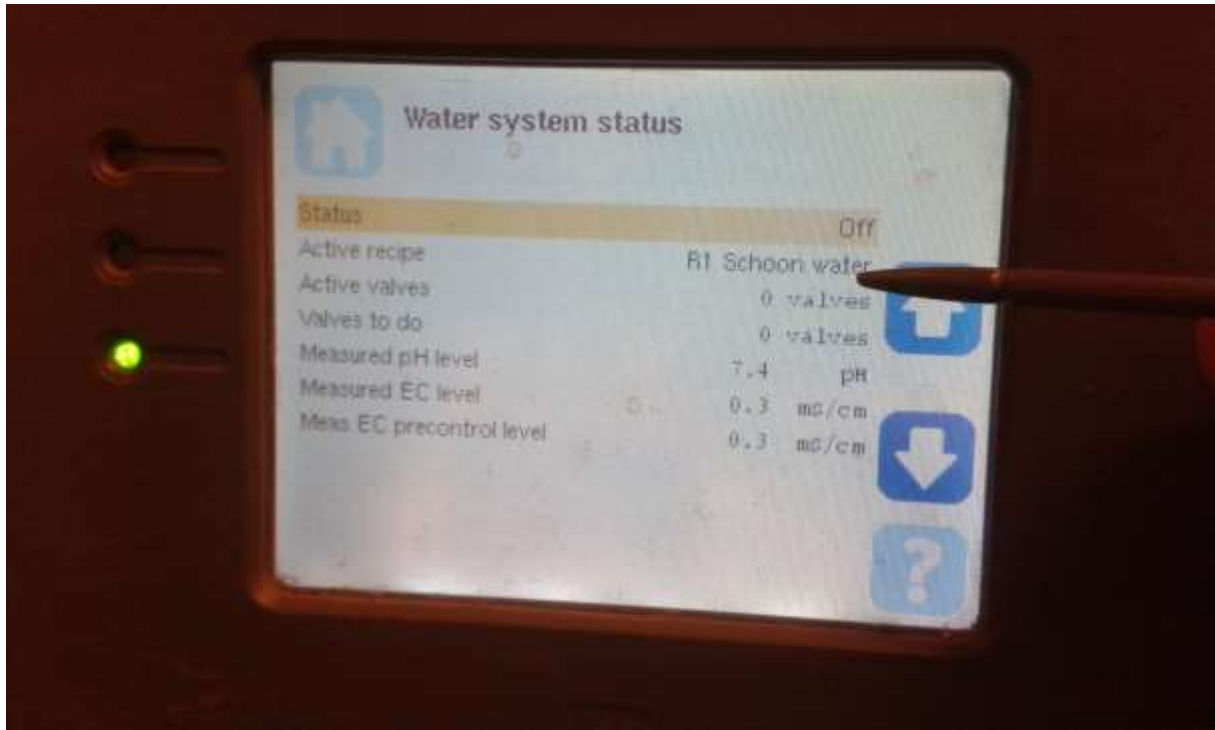 Water system status
Status Off
Active recipe R1 Schoon water
Active valves 0 valves
Valves to do 0 valves
Measured pH level 7.4 pH
Measured EC level 0.3 mS/cm
Meas EC precontrol level 0.3 mS/cm
?